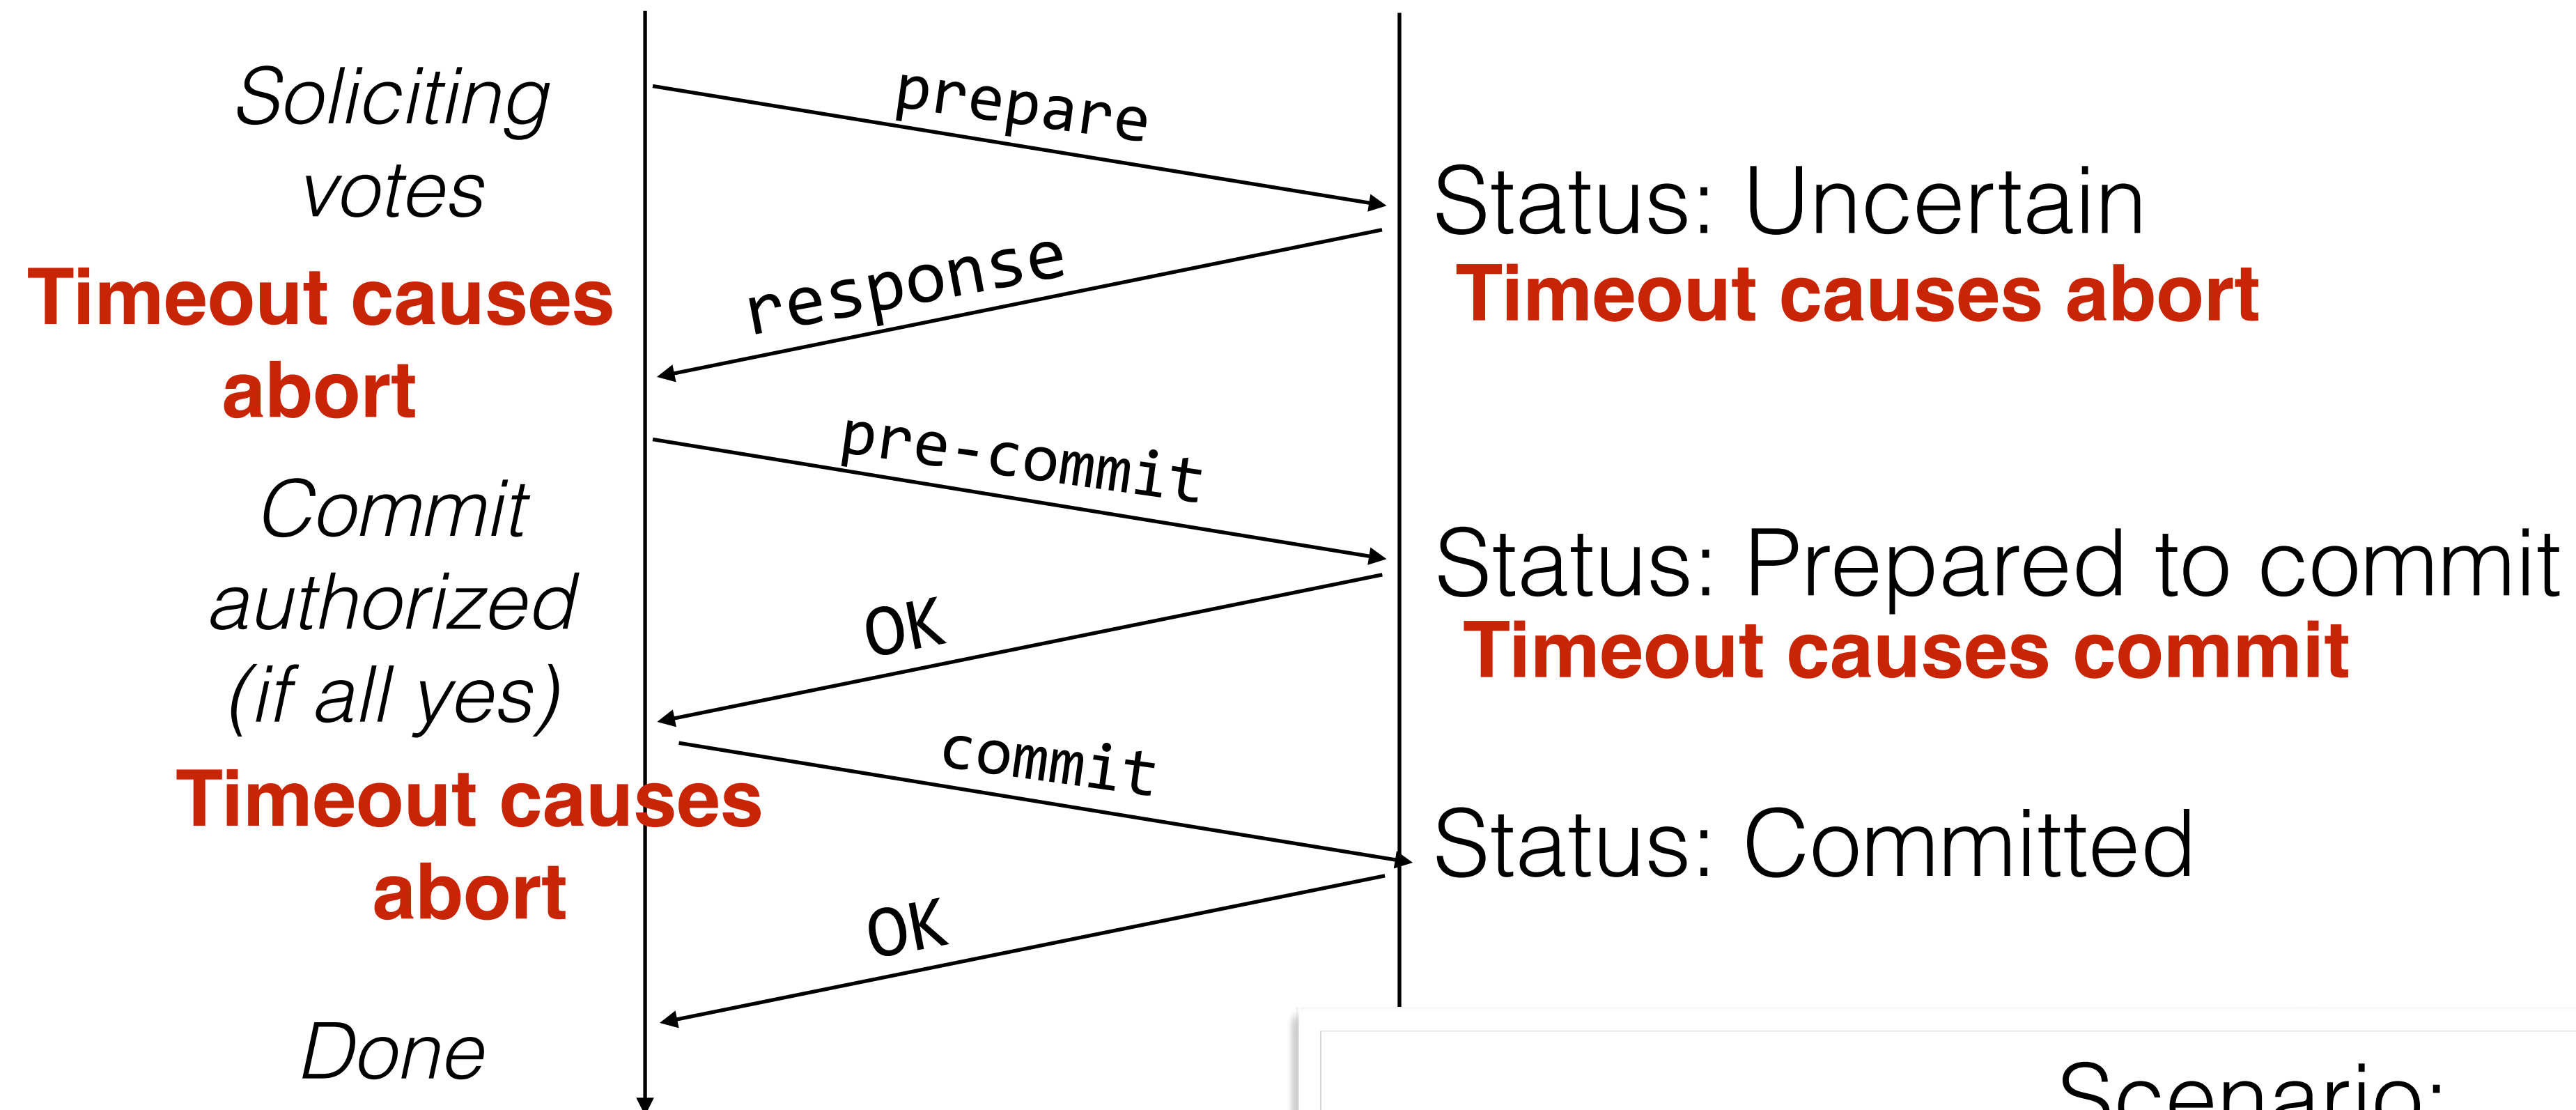 Soliciting
votes
Timeout causes
abort
prepare
Status: Uncertain
Timeout causes abort
response
Commit
authorized
(if all yes)
Timeout causes
abort
pre-commit
Status: Prepared to commit
Timeout causes commit
OK
commit
Status: Committed
OK
Done
Scenario: